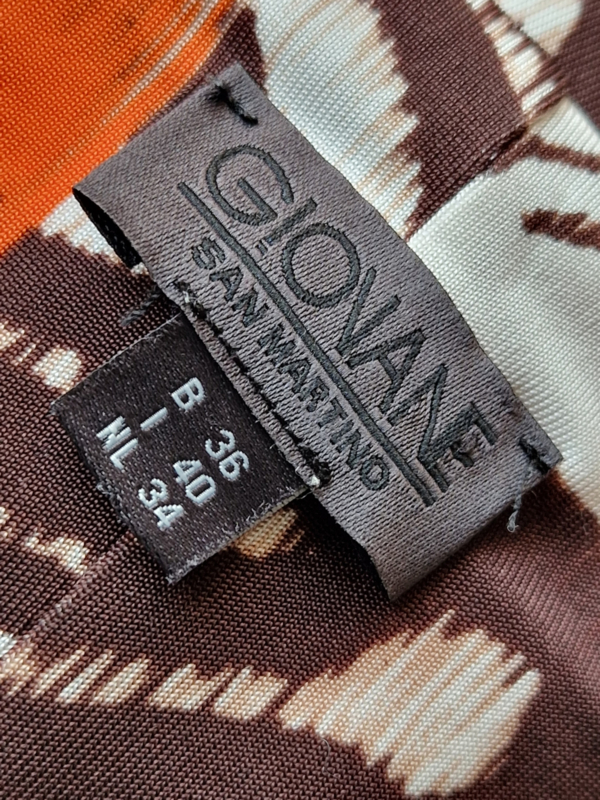 GIOVANE
SAN MARTINO
B 36
I 40
NL 34